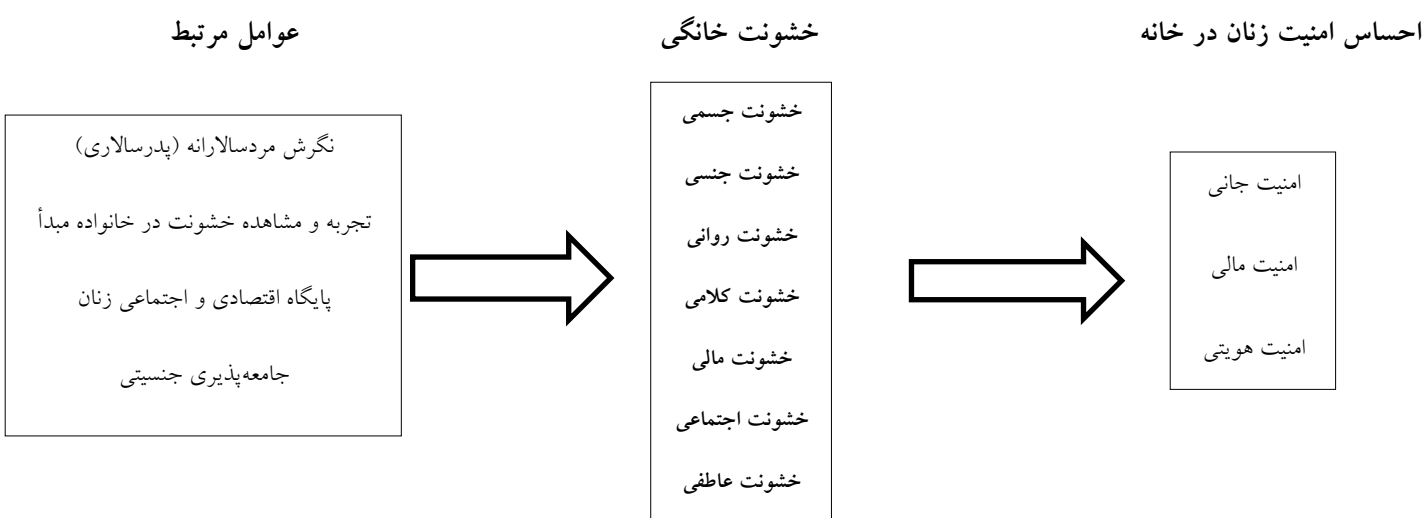 عوامل مرتبط
نگرش مردسالارانه (پدرسالاری)
تجربه و مشاهده خشونت در خانواده مبدأ
پایگاه اقتصادی و اجتماعی زنان
جامعه‌پذیری جنسیتی
خشونت خانگی
خشونت جسمی
خشونت جنسی
خشونت روانی
خشونت کلامی
خشونت مالی
خشونت اجتماعی
خشونت عاطفی
احساس امنیت زنان در خانه
امنیت جانی
امنیت مالی
امنیت هویتی